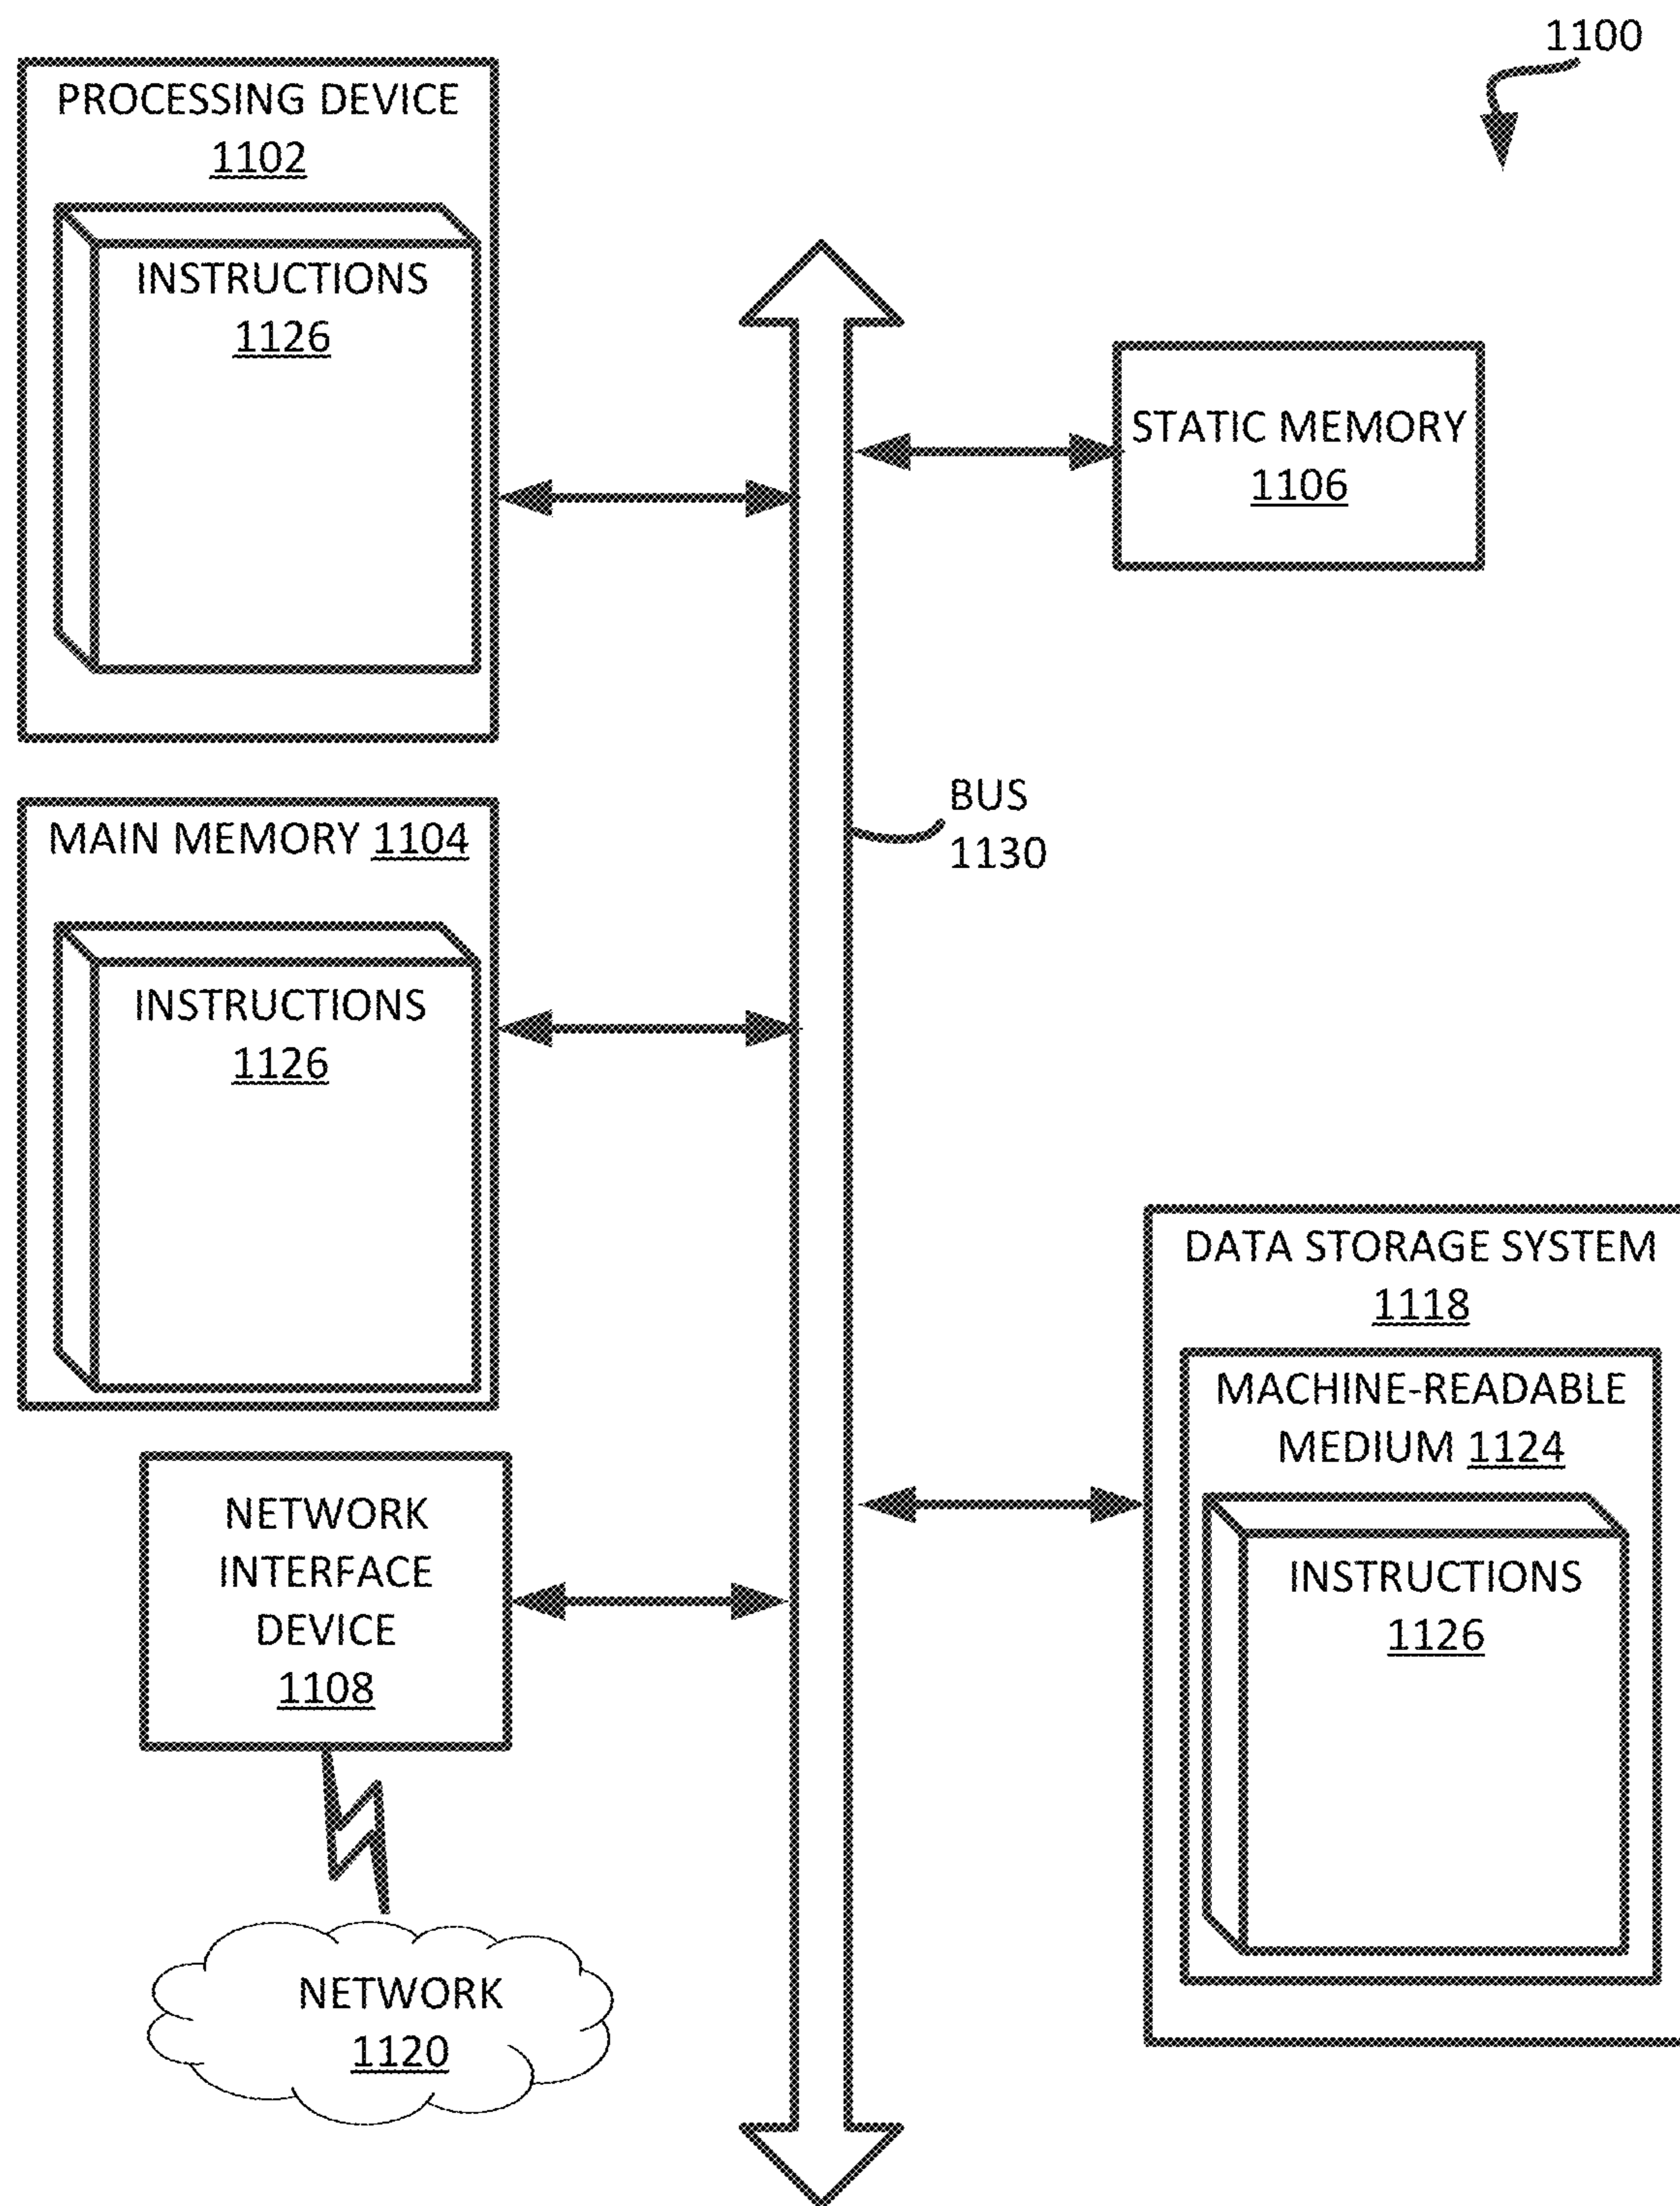 1100
PROCESSING DEVICE
1102
INSTRUCTIONS
1126
STATIC MEMORY
1106
BUS
1130
MAIN MEMORY 1104
INSTRUCTIONS
1126
DATA STORAGE SYSTEM
1118
MACHINE-READABLE
MEDIUM 1124
INSTRUCTIONS
1126
NETWORK
INTERFACE
DEVICE
1108
NETWORK
1120